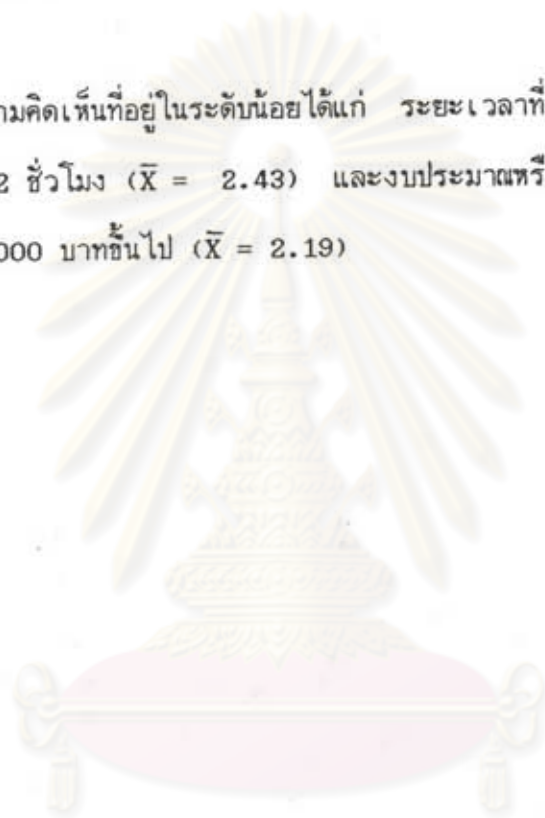 ามคิดเห็นที่อยู่ในระดับน้อยได้แก่ ระยะเวลาที่
2 ชั่วโมง (X̄ = 2.43) และงบประมาณหรื
000 บาทขึ้นไป (X̄ = 2.19)